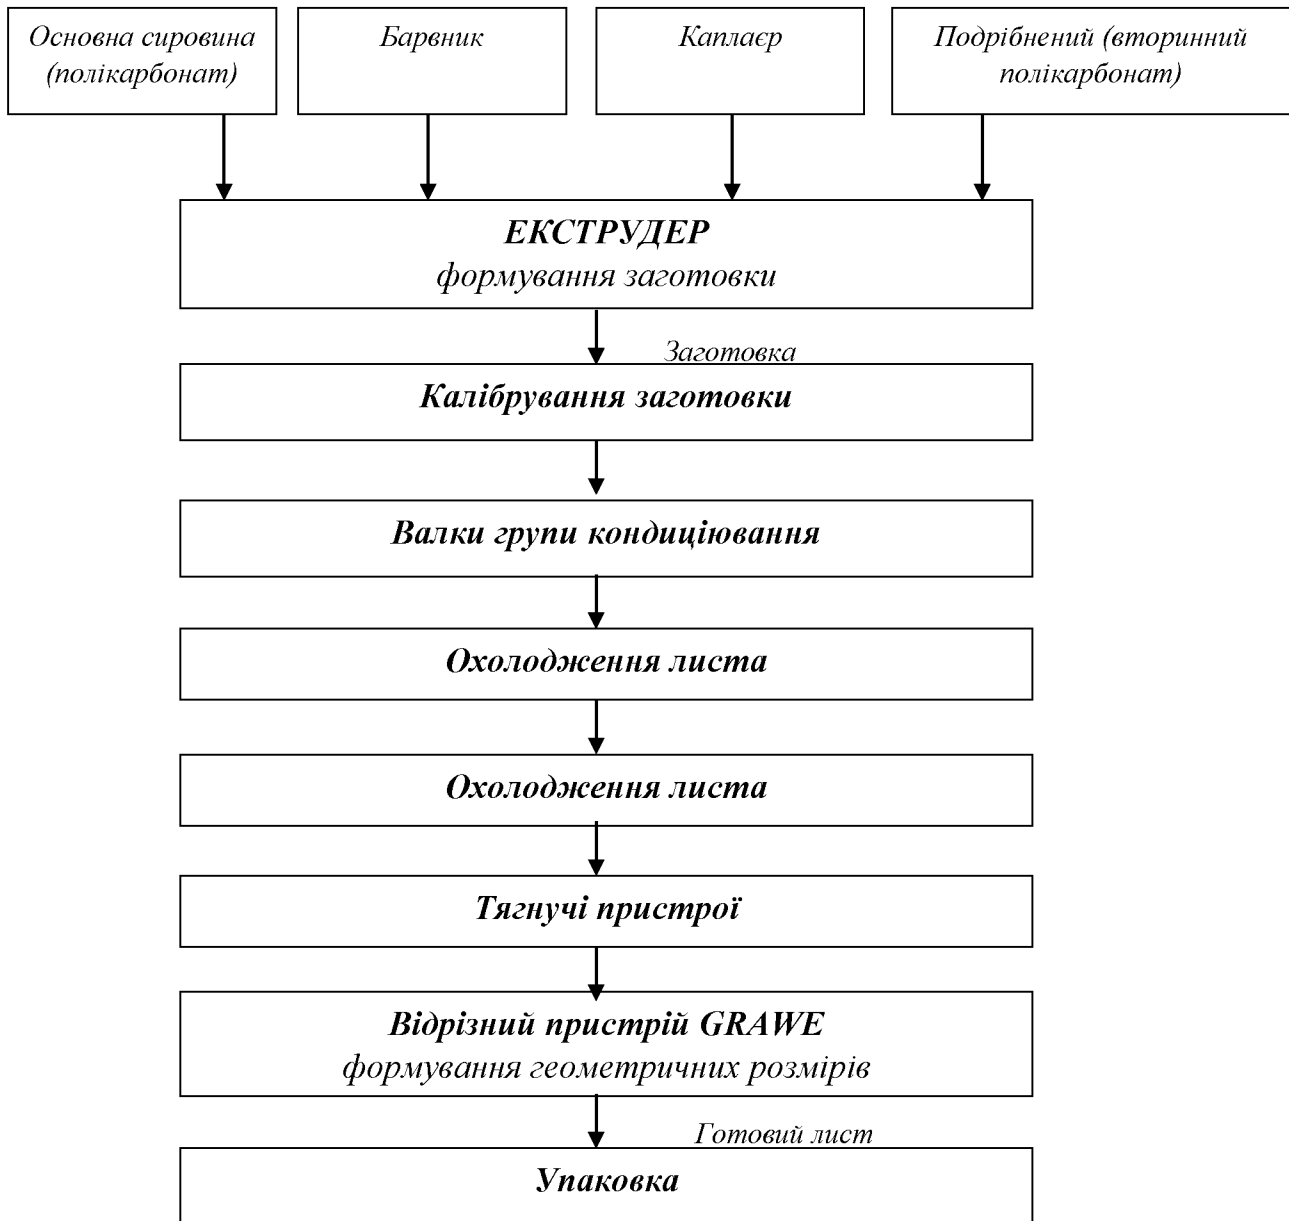 Основна сировина
(полікарбонат)
Барвник
Каплаєр
Подрібнений (вторинний
полікарбонат)
ЕКСТРУДЕР
формування заготовки
Заготовка
Калібрування заготовки
Валки групи кондиціювання
Охолодження листа
Охолодження листа
Тягнучі пристрої
Відрізний пристрій GRAWE
формування геометричних розмірів
Готовий лист
Упаковка